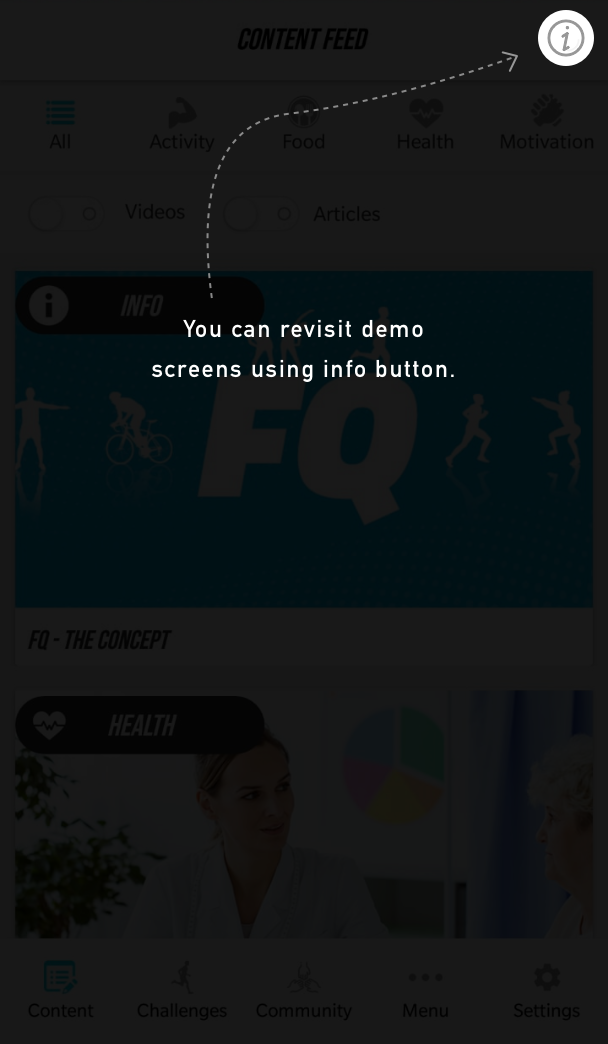 CONTENT FEED
All Activity Food Health Motivation
Videos Articles
INFO
You can revisit demo
screens using info button.
FQ
FQ - THE CONCEPT
HEALTH
Content Challenges Community Menu Settings